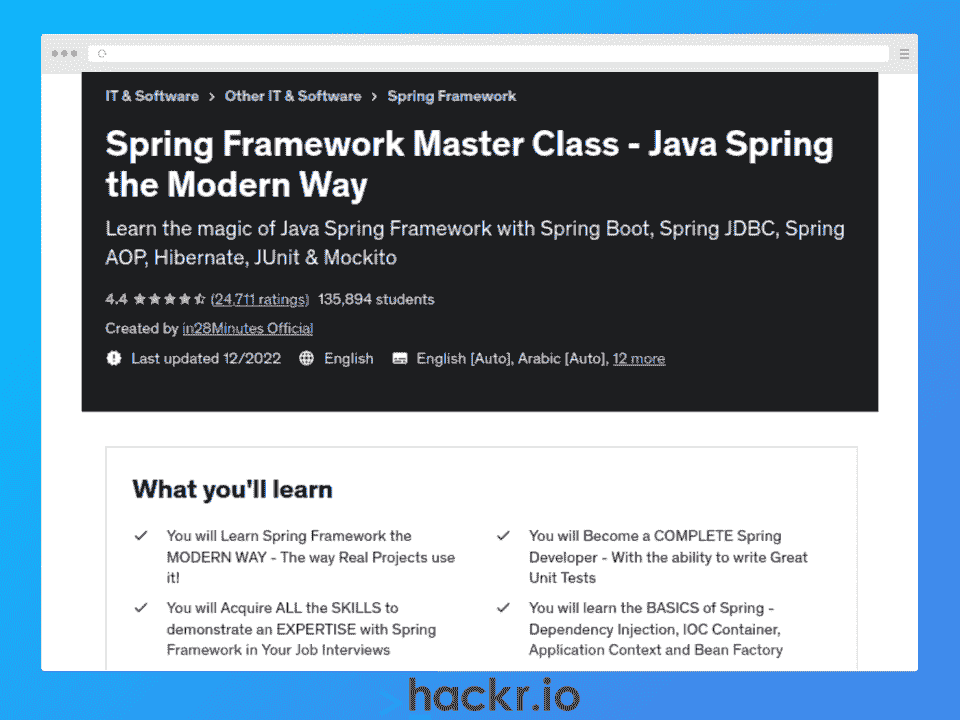 IT & Software > Other IT & Software > Spring Framework
Spring Framework Master Class - Java Spring
the Modern Way
Learn the magic of Java Spring Framework with Spring Boot, Spring JDBC, Spring
AOP, Hibernate, JUnit & Mockito
4.4 (24,711 ratings) 135,894 students
Created by in28Minutes Official
Last updated 12/2022 English English [Auto], Arabic [Auto], 12 more
What you'll learn
You will Learn Spring Framework the
MODERN WAY - The way Real Projects use
it!
You will Become a COMPLETE Spring
Developer - With the ability to write Great
Unit Tests
You will Acquire ALL the SKILLS to
demonstrate an EXPERTISE with Spring
Framework in Your Job Interviews
You will learn the BASICS of Spring -
Dependency Injection, IOC Container,
Application Context and Bean Factory
hackr.io